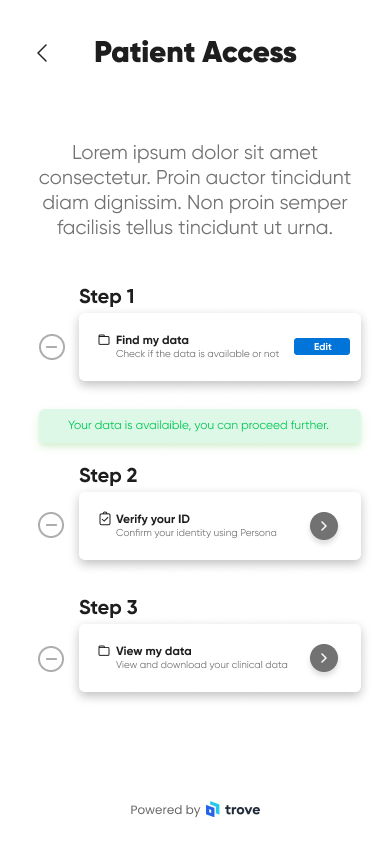 Patient Access
Lorem ipsum dolor sit amet
consectetur. Proin auctor tincidunt
diam dignissim. Non proin semper
facilisis tellus tincidunt ut urna.
Step 1
Find my data
Check if the data is available or not
Edit
Your data is availaible, you can proceed further.
Step 2
Verify your ID
Confirm your identity using Persona
Step 3
View my data
View and download your clinical data
Powered by trove